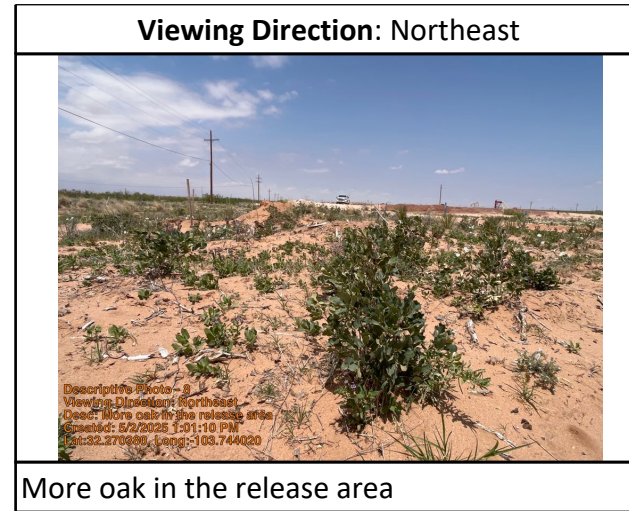 Viewing Direction: Northeast
Descriptive Photo - 8
Viewing Direction: Northeast
Desc: More oak in the release area
Created: 5/2/2025 1:01:10 PM
Lat:32.270380, Long:-103.744020
More oak in the release area